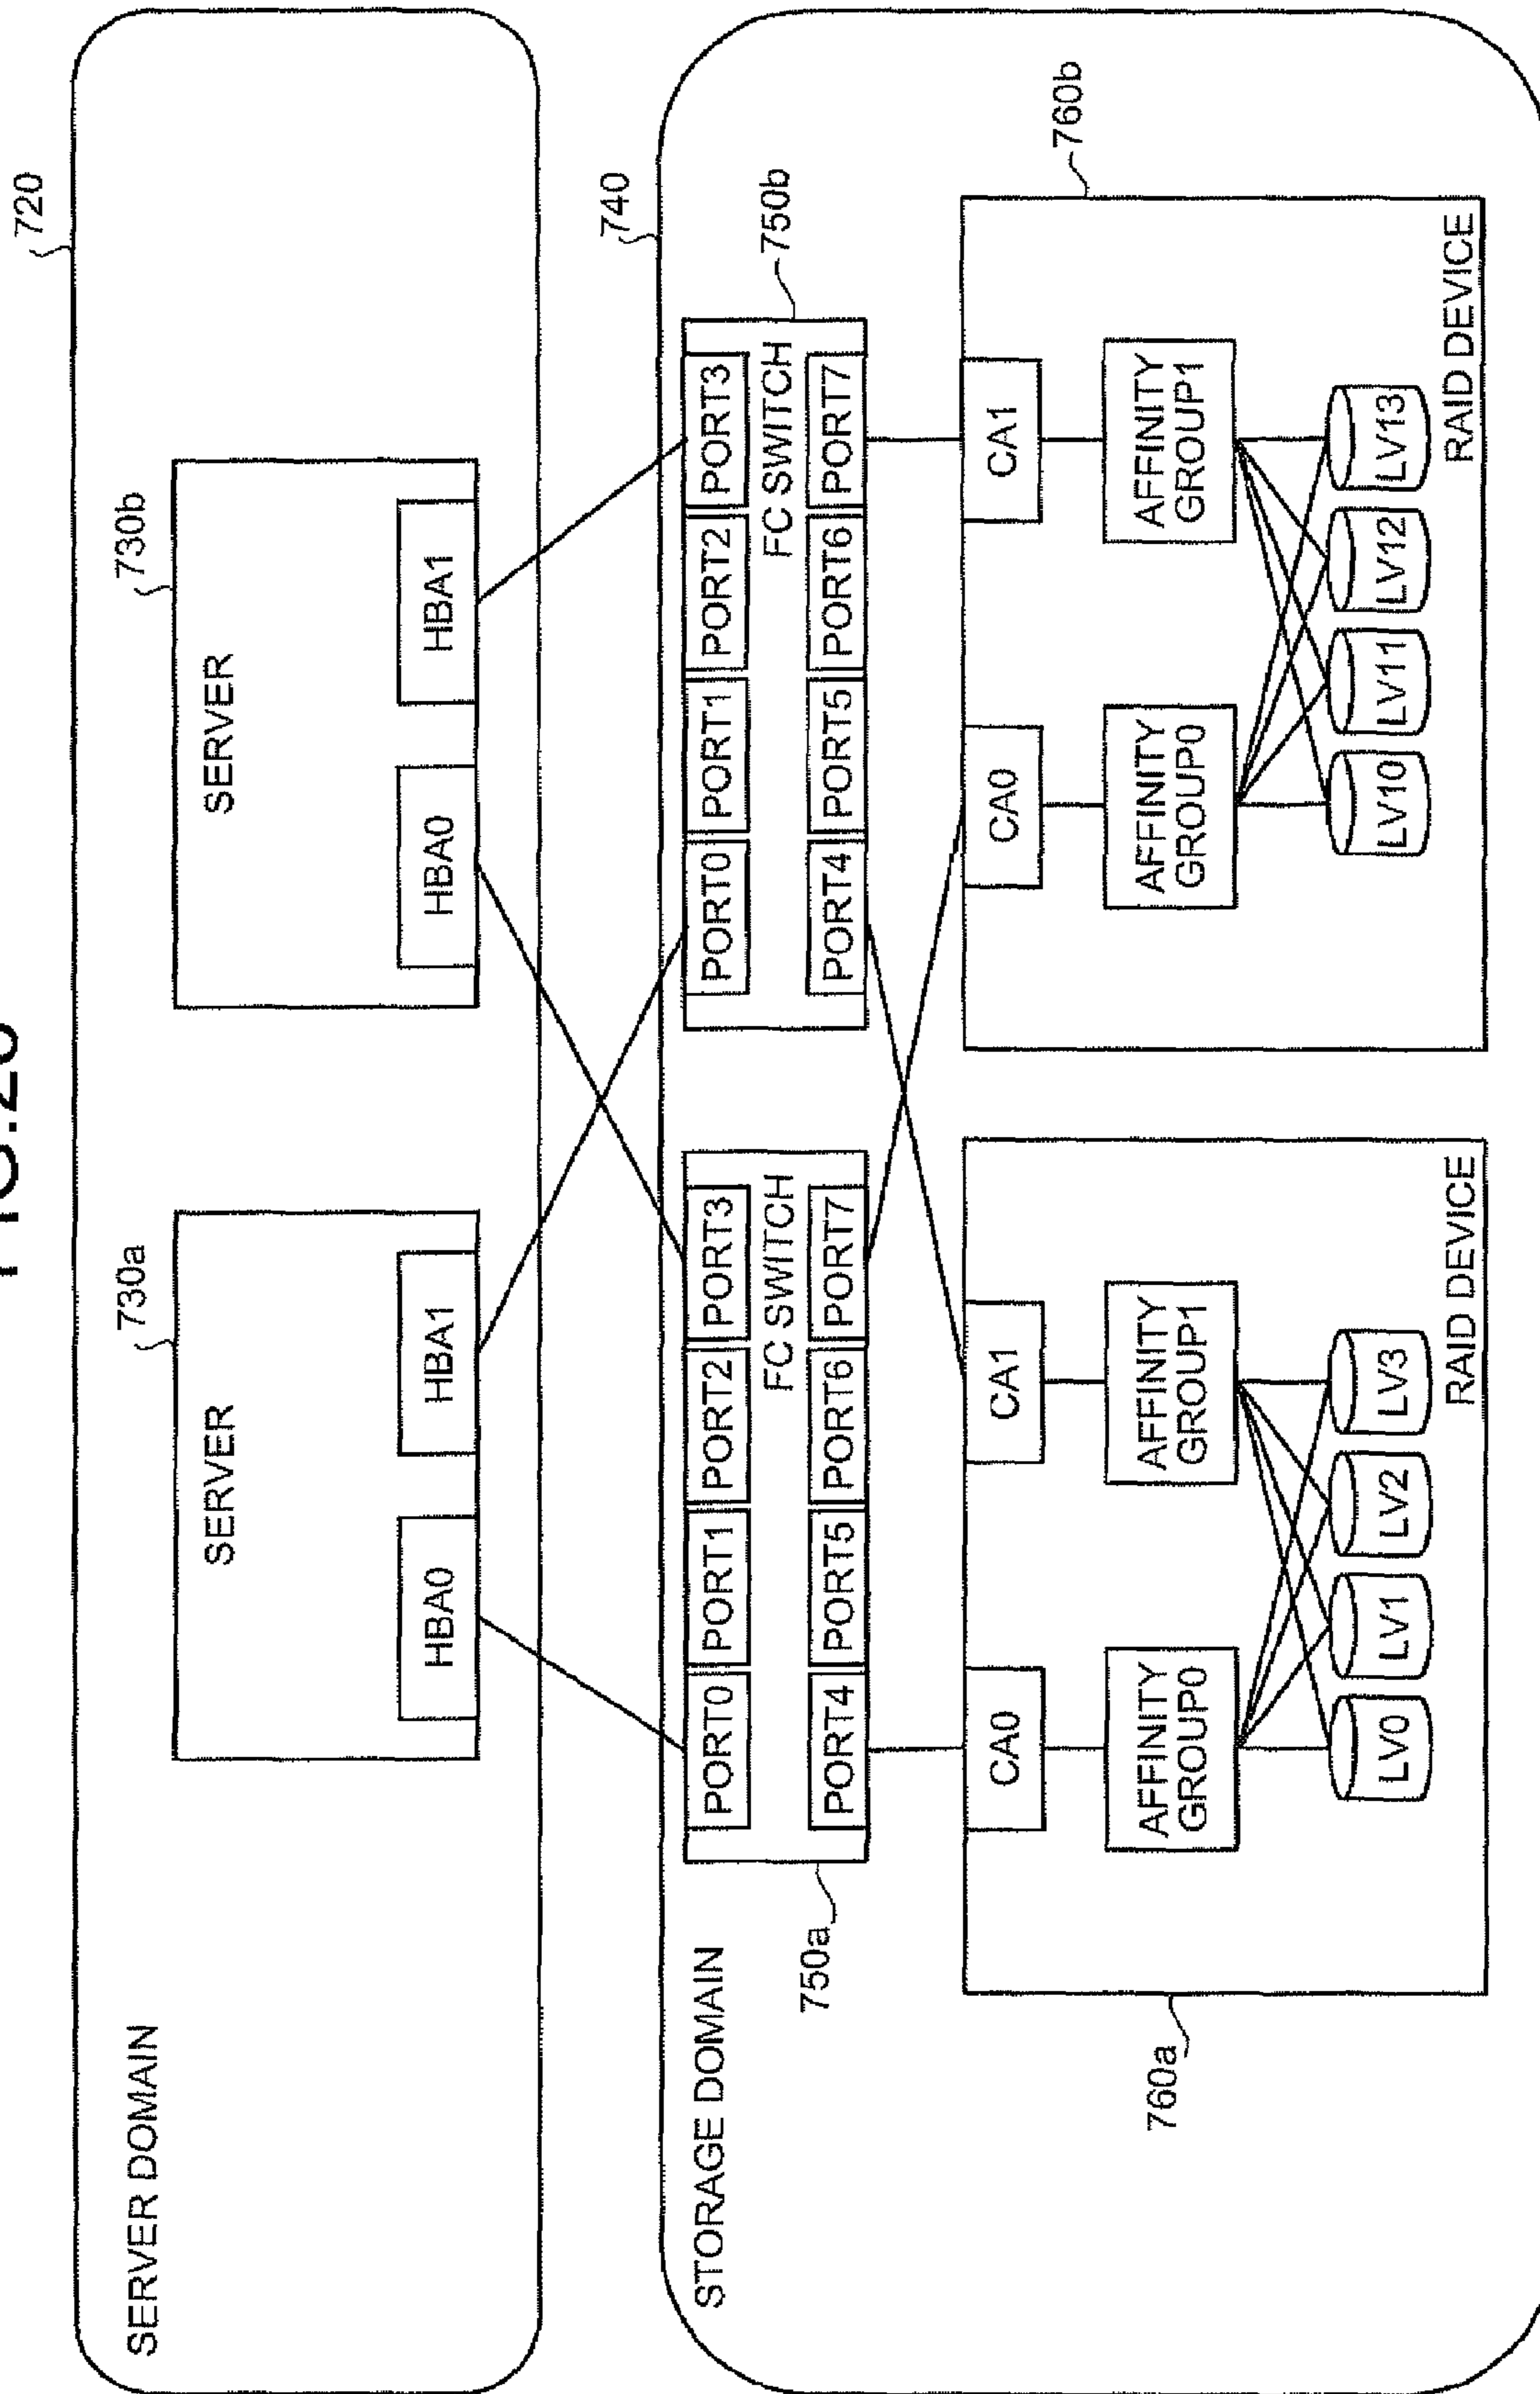 720
SERVER DOMAIN
730a
730b
SERVER
SERVER
HBA0
HBA1
HBA0
HBA1
740
STORAGE DOMAIN
750a
750b
PORT0
PORT1
PORT2
PORT3
FC SWITCH
PORT4
PORT5
PORT6
PORT7
PORT0
PORT1
PORT2
PORT3
FC SWITCH
PORT4
PORT5
PORT6
PORT7
760a
760b
CA0
CA1
AFFINITY
GROUP0
AFFINITY
GROUP1
LV0
LV1
LV2
LV3
RAID DEVICE
CA0
CA1
AFFINITY
GROUP0
AFFINITY
GROUP1
LV10
LV11
LV12
LV13
RAID DEVICE